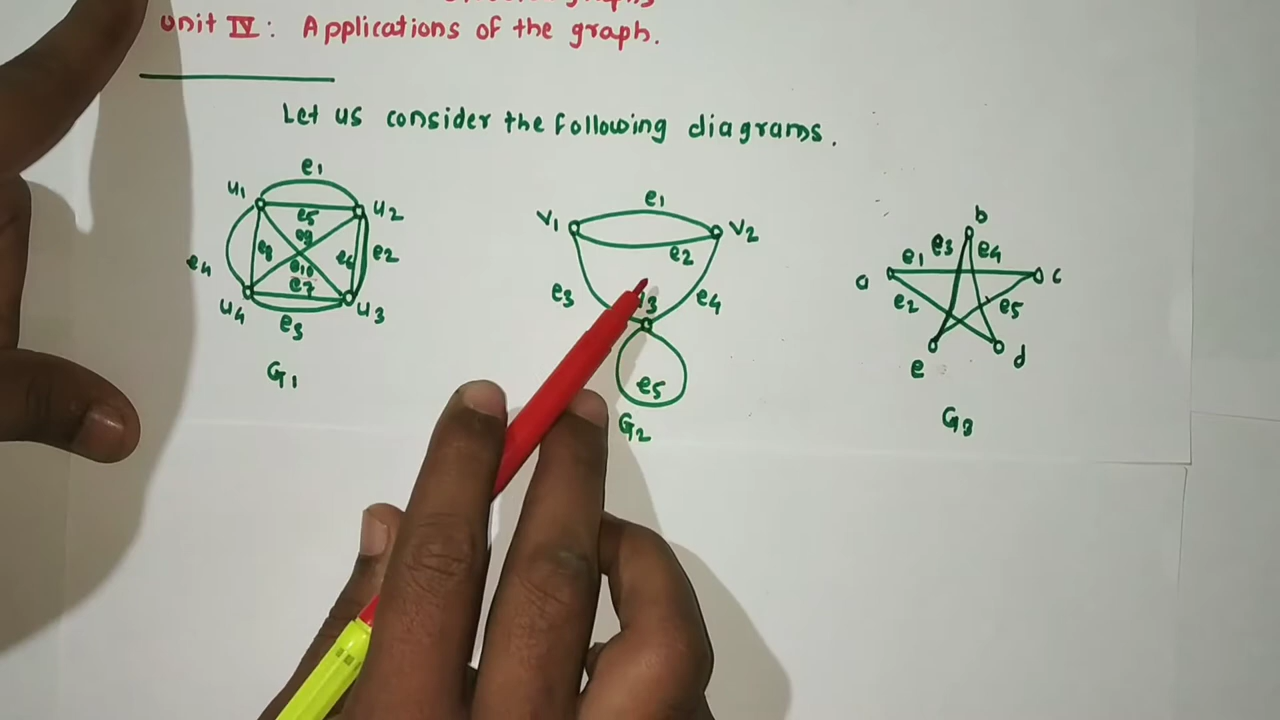 Unit IV: Applications of the graph.
Let us consider the following diagrams.
e1
u1 e5 u2
e9
e4 e8 e6 e2
e10
e7
u4 e3 u3
G1
e1
v1 v2
e2
e3 e4
e5
G2
b
e1 e3 e4
a c
e2 e5
e d
G3